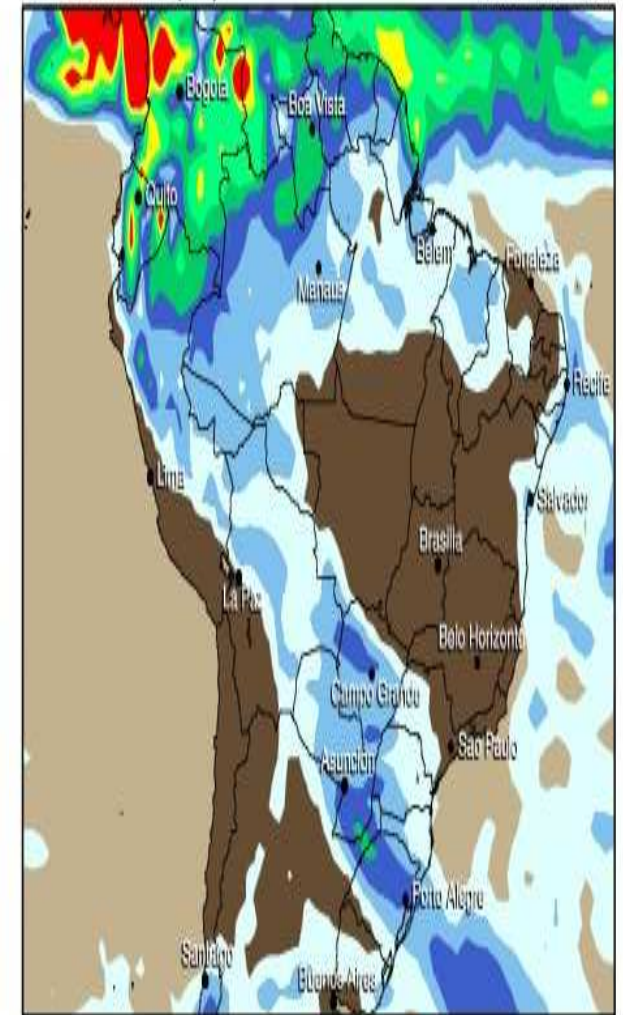 Bogota
Boa Vista
Quito
Belem
Fortaleza
Manaus
Recife
Lima
Salvador
Brasilia
La Paz
Belo Horizonte
Campo Grande
Sao Paulo
Asunción
Porto Alegre
Santiago
Buenos Aires